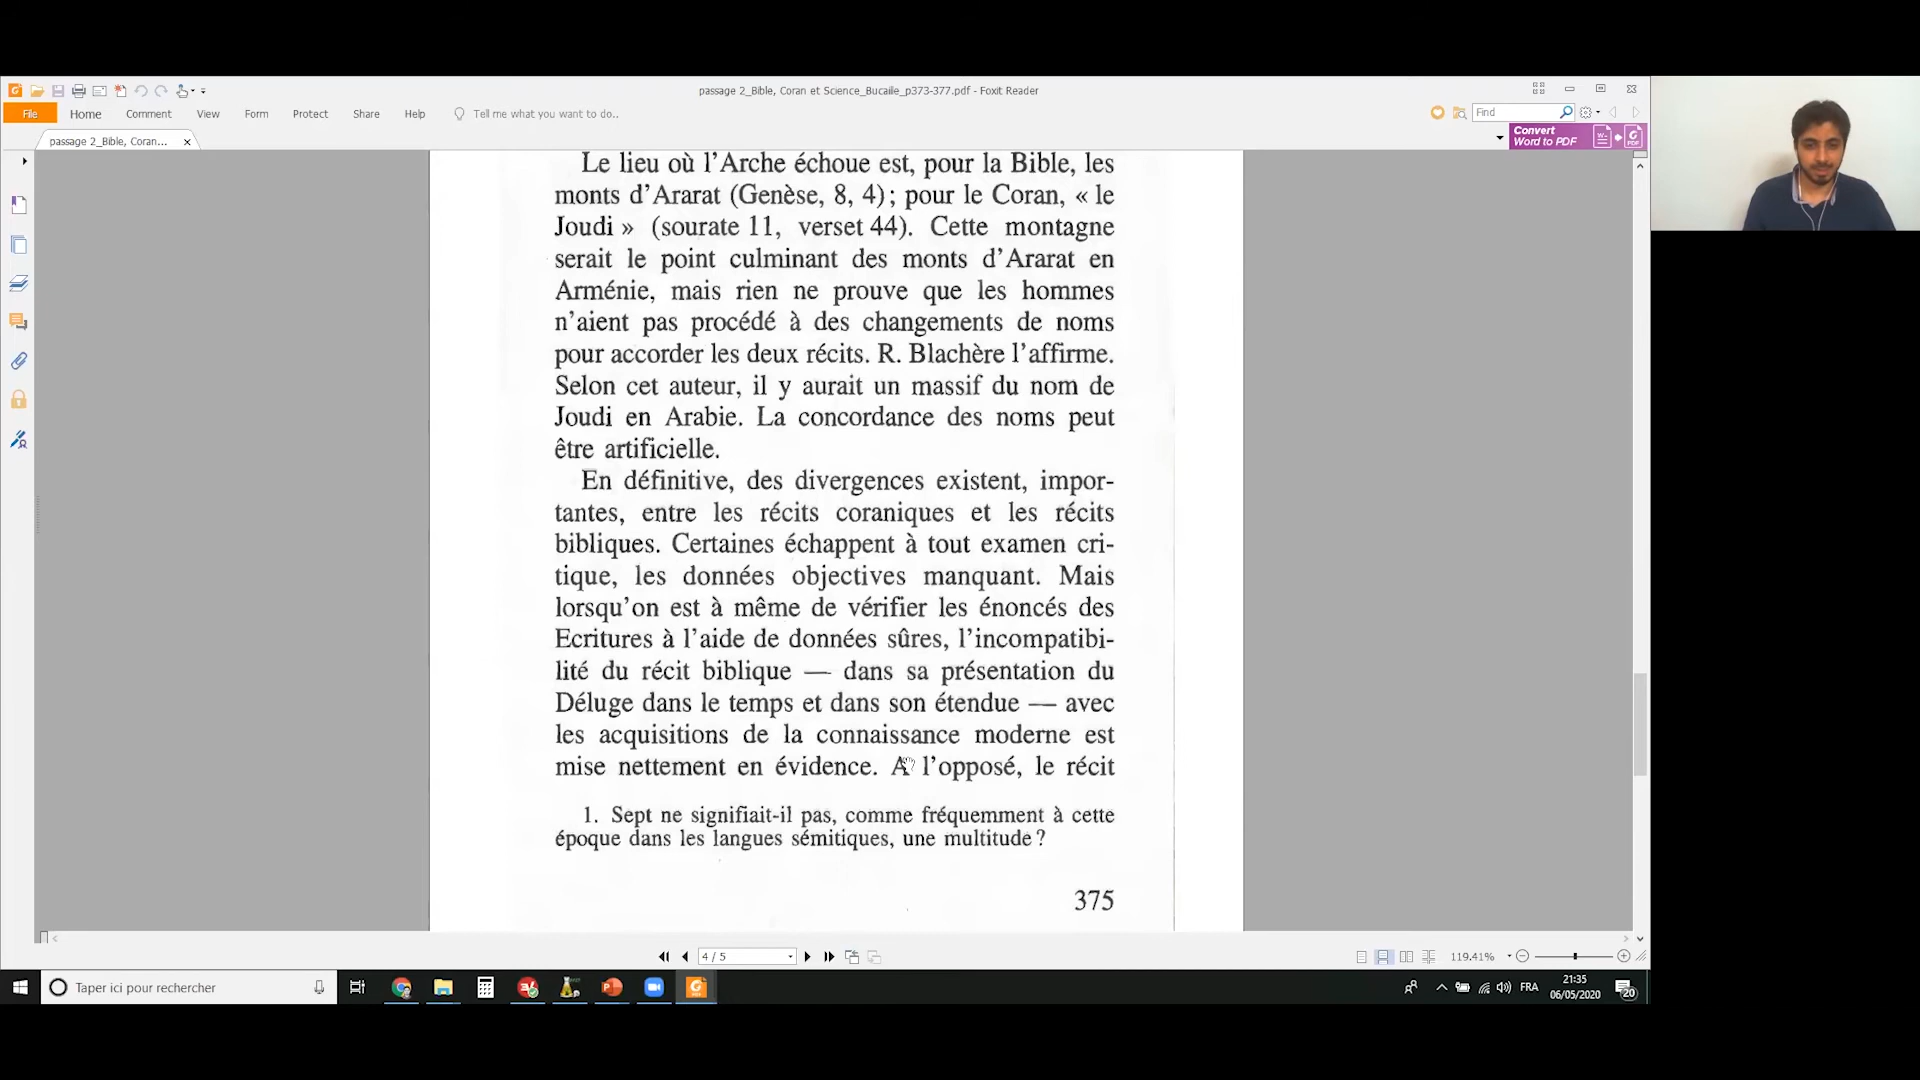 passage 2_Bible, Coran et Science_Bucaile_p373-377.pdf - Foxit Reader
File Home Comment View Form Protect Share Help Tell me what you want to do..
Find
Convert
Word to PDF
passage 2_Bible, Coran...
Le lieu où l'Arche échoue est, pour la Bible, les
monts d'Ararat (Genèse, 8, 4) ; pour le Coran, « le
Joudi » (sourate 11, verset 44). Cette montagne
serait le point culminant des monts d'Ararat en
Arménie, mais rien ne prouve que les hommes
n'aient pas procédé à des changements de noms
pour accorder les deux récits. R. Blachère l'affirme.
Selon cet auteur, il y aurait un massif du nom de
Joudi en Arabie. La concordance des noms peut
être artificielle.
En définitive, des divergences existent, impor-
tantes, entre les récits coraniques et les récits
bibliques. Certaines échappent à tout examen cri-
tique, les données objectives manquant. Mais
lorsqu'on est à même de vérifier les énoncés des
Ecritures à l'aide de données sûres, l'incompatibi-
lité du récit biblique — dans sa présentation du
Déluge dans le temps et dans son étendue — avec
les acquisitions de la connaissance moderne est
mise nettement en évidence. A l'opposé, le récit
1. Sept ne signifiait-il pas, comme fréquemment à cette
époque dans les langues sémitiques, une multitude ?
375
4 / 5
119.41%
Taper ici pour rechercher
FRA
21:35
06/05/2020
20